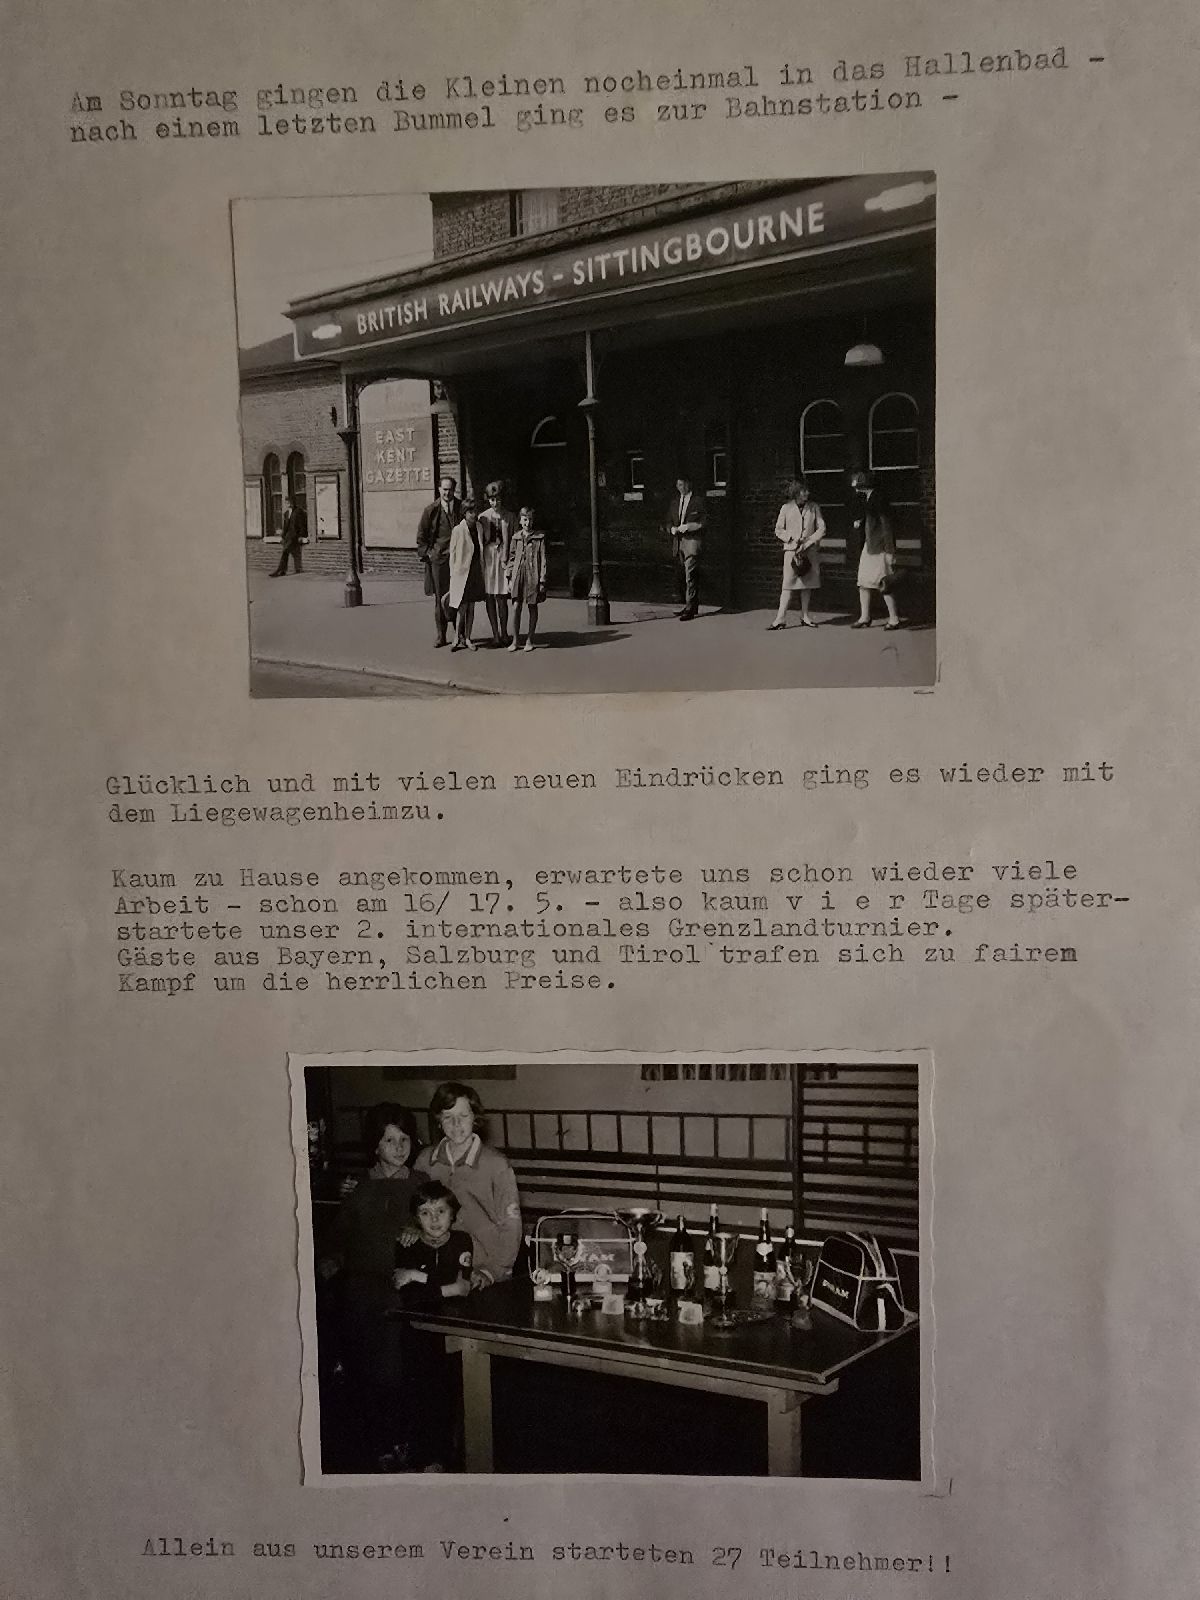 Am Sonntag gingen die Kleinen nocheinmal in das Hallenbad -
nach einem letzten Bummel ging es zur Bahnstation -
BRITISH RAILWAYS - SITTINGBOURNE
EAST
KENT
GAZETTE
Glücklich und mit vielen neuen Eindrücken ging es wieder mit
dem Liegewagenheimzu.
Kaum zu Hause angekommen, erwartete uns schon wieder viele
Arbeit - schon am 16/ 17. 5. - also kaum v i e r Tage später-
startete unser 2. internationales Grenzlandturnier.
Gäste aus Bayern, Salzburg und Tirol trafen sich zu fairem
Kampf um die herrlichen Preise.
Allein aus unserem Verein starteten 27 Teilnehmer!!